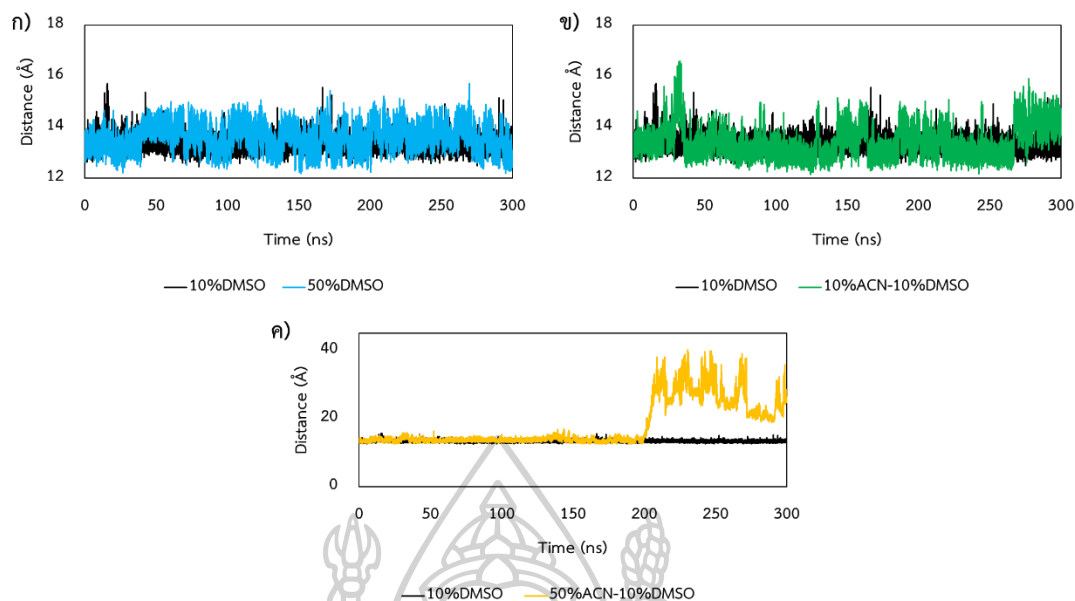 ก)
18
16
14
12
Distance (Å)
0 50 100 150 200 250 300
Time (ns)
10%DMSO 50%DMSO
ข)
18
16
14
12
Distance Å)
0 50 100 150 200 250 300
Time (ns)
10%DMSO 10%ACN-10%DMSO
ค)
40
20
0
Distance (Å)
0 50 100 150 200 250 300
Time (ns)
10%DMSO 50%ACN-10%DMSO